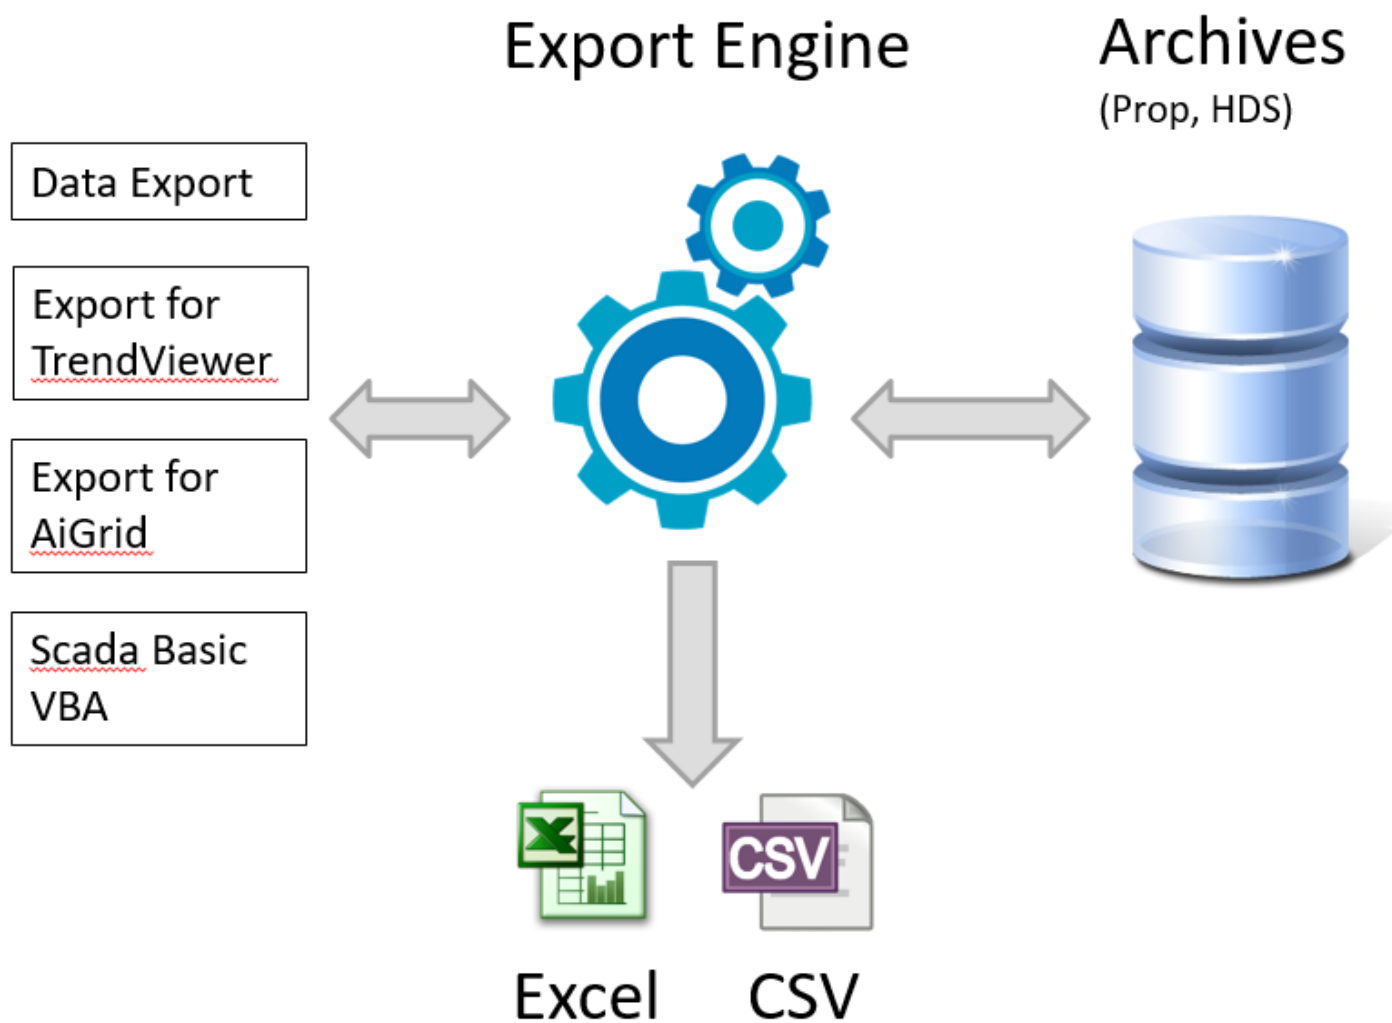 Export Engine
Archives
(Prop, HDS)
Data Export
Export for
TrendViewer
Export for
AiGrid
Scada Basic
VBA
CSV
Excel
CSV